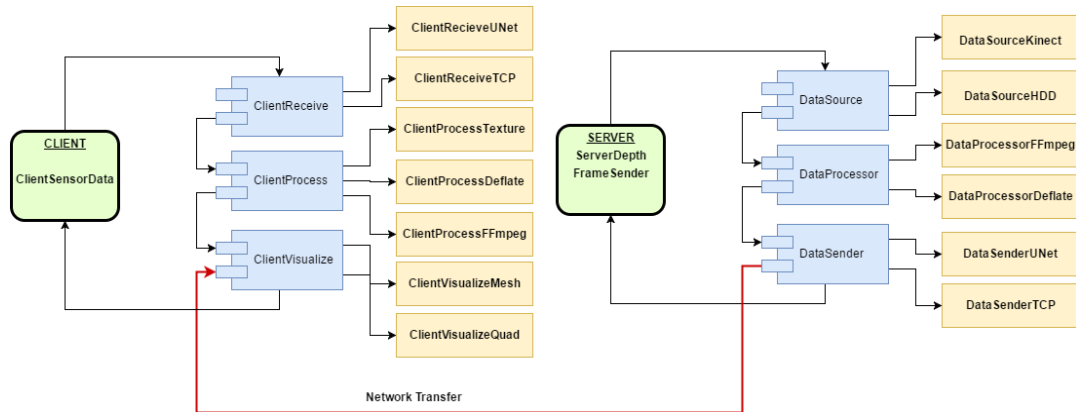 CLIENT
ClientSensorData
ClientReceive
ClientProcess
ClientVisualize
ClientRecieveUNet
ClientReceiveTCP
ClientProcessTexture
ClientProcessDeflate
ClientProcessFFmpeg
ClientVisualizeMesh
ClientVisualizeQuad
SERVER
ServerDepth
FrameSender
DataSource
DataProcessor
DataSender
DataSourceKinect
DataSourceHDD
DataProcessorFFmpeg
DataProcessorDeflate
DataSenderUNet
DataSenderTCP
Network Transfer